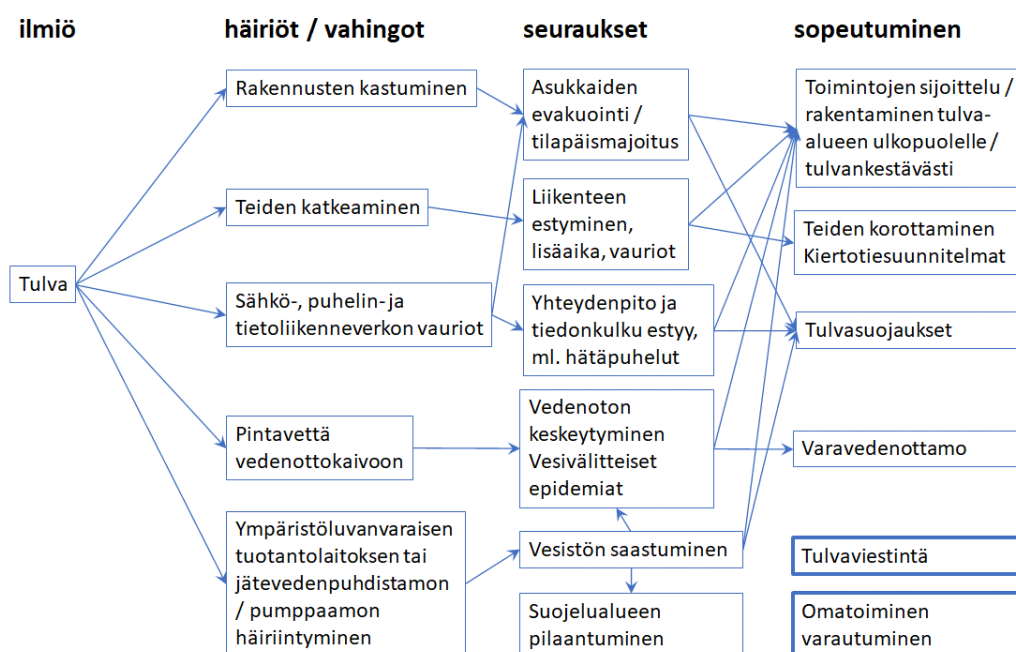 ilmiö
häiriöt / vahingot
seuraukset
sopeutuminen
Tulva
Rakennusten kastuminen
Teiden katkeaminen
Sähkö-, puhelin- ja
tietoliikenneverkon vauriot
Pintavettä
vedenottokaivoon
Ympäristöluvanvaraisen
tuotantolaitoksen tai
jätevedenpuhdistamon
/ pumppaamon
häiriintyminen
Asukkaiden
evakuointi /
tilapäismajoitus
Liikenteen
estyminen,
lisäaika, vauriot
Yhteydenpito ja
tiedonkulku estyy,
ml. hätäpuhelut
Vedenoton
keskeytyminen
Vesivälitteiset
epidemiat
Vesistön saastuminen
Suojelualueen
pilaantuminen
Toimintojen sijoittelu /
rakentaminen tulva-
alueen ulkopuolelle /
tulvankestävästi
Teiden korottaminen
Kiertotiesuunnitelmat
Tulvasuojaukset
Varavedenottamo
Tulvaviestintä
Omatoiminen
varautuminen